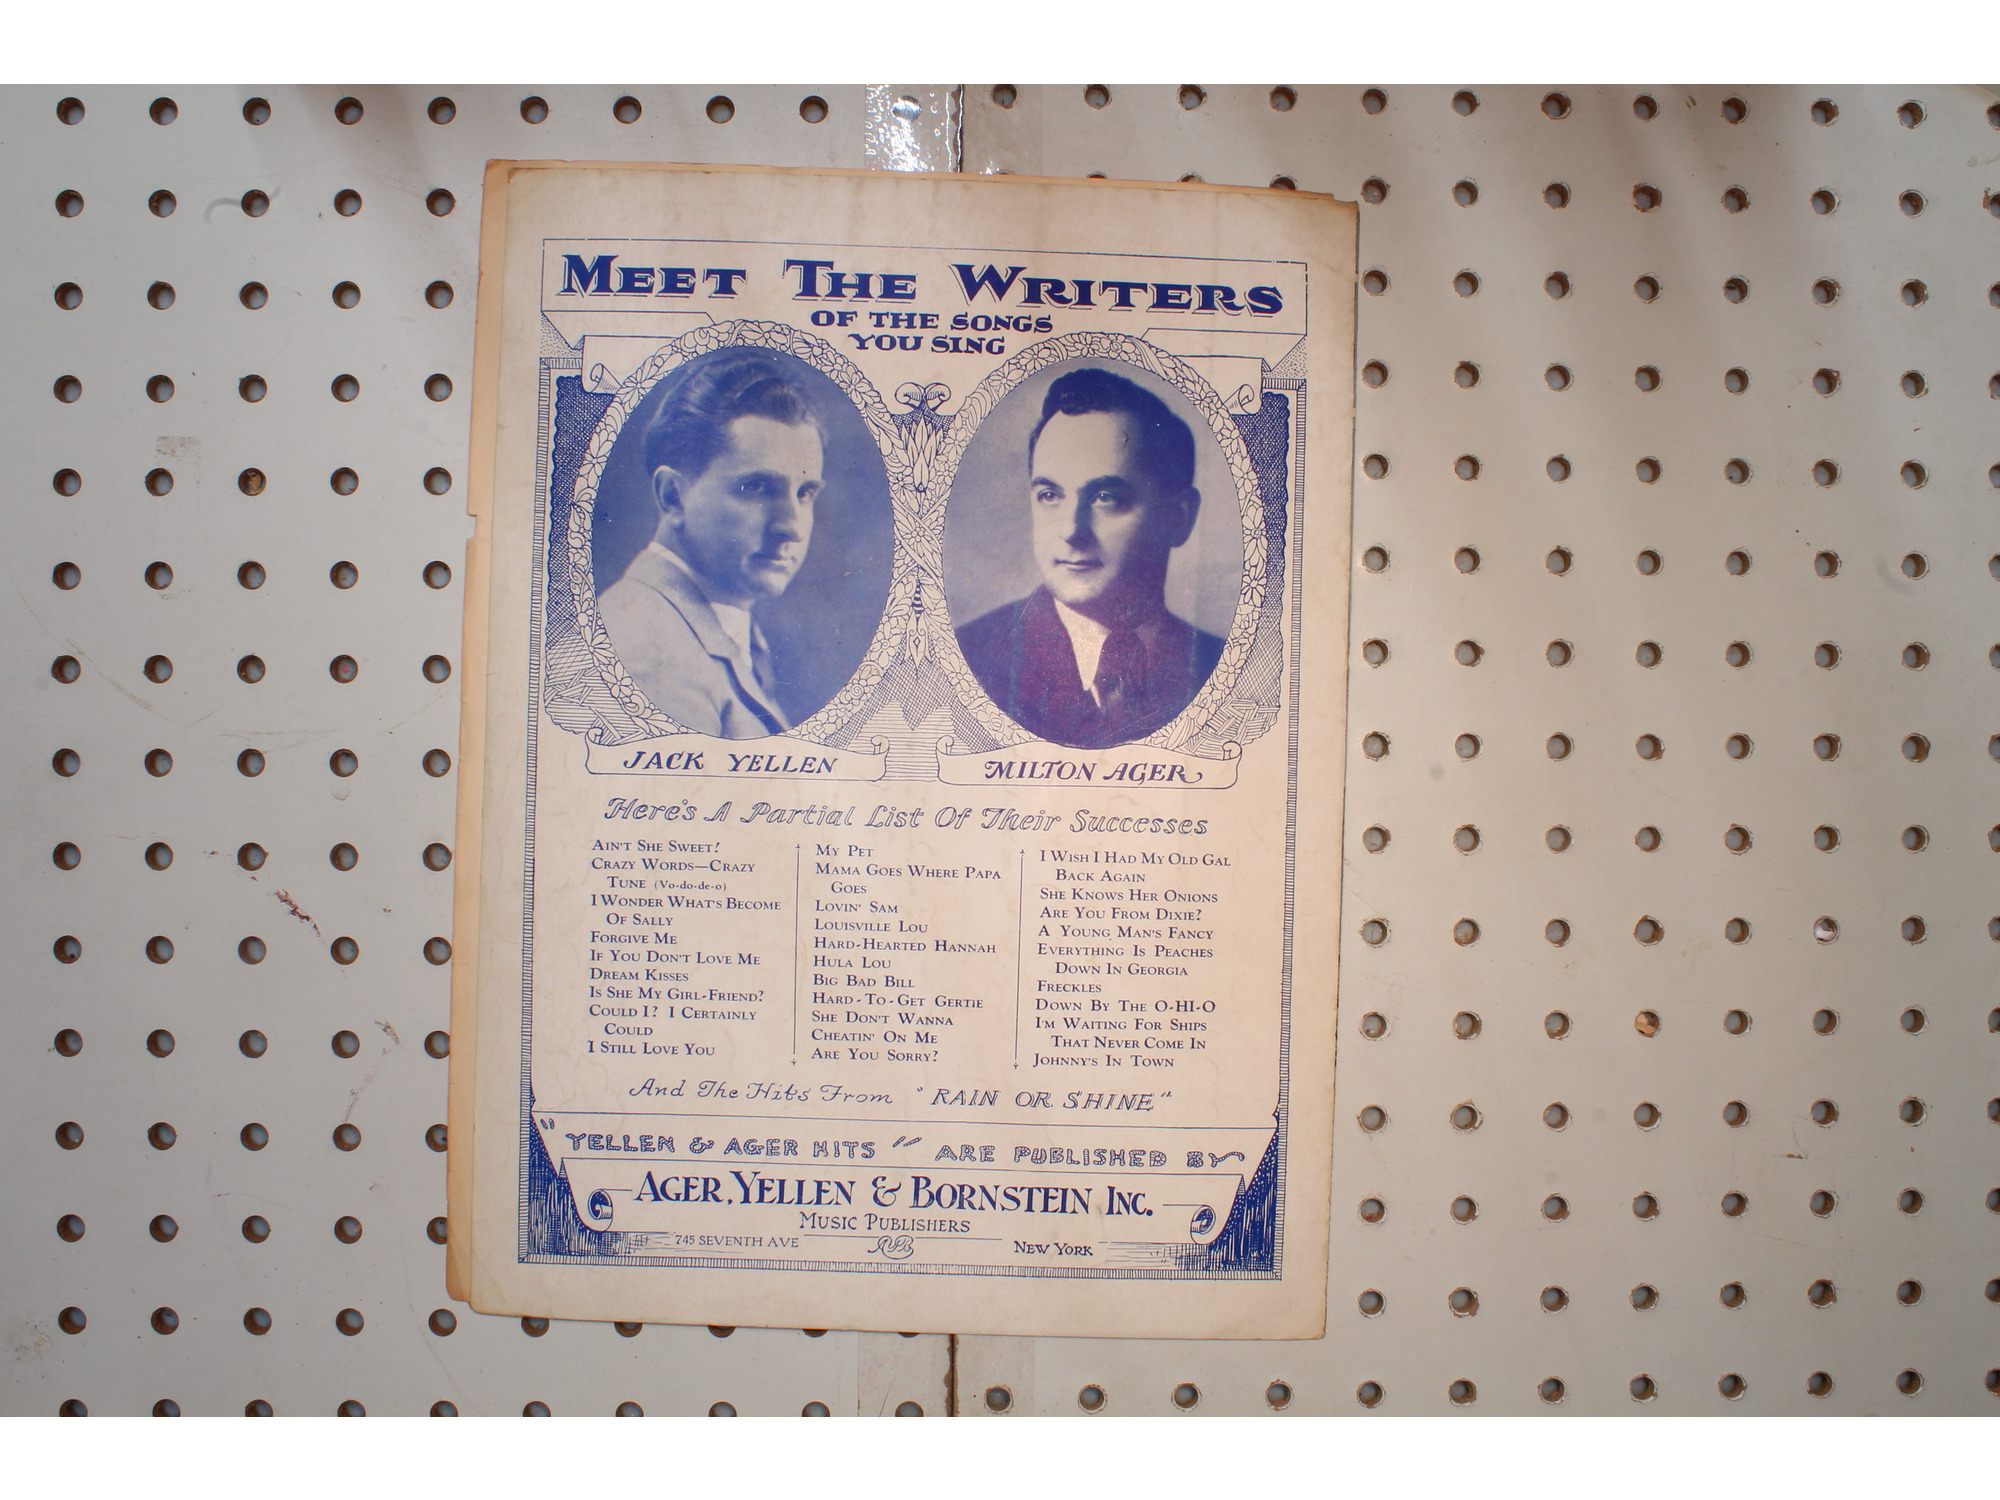 MEET THE WRITERS
OF THE SONGS
YOU SING
JACK YELLEN
MILTON AGER
Here's A Partial List Of Their Successes
AIN'T SHE SWEET!
CRAZY WORDS—CRAZY
TUNE (Vo-do-de-o)
I WONDER WHAT'S BECOME
OF SALLY
FORGIVE ME
IF YOU DON'T LOVE ME
DREAM KISSES
IS SHE MY GIRL-FRIEND?
COULD I? I CERTAINLY
COULD
I STILL LOVE YOU
MY PET
MAMA GOES WHERE PAPA
GOES
LOVIN' SAM
LOUISVILLE LOU
HARD-HEARTED HANNAH
HULA LOU
BIG BAD BILL
HARD-TO-GET GERTIE
SHE DON'T WANNA
CHEATIN' ON ME
ARE YOU SORRY?
I WISH I HAD MY OLD GAL
BACK AGAIN
SHE KNOWS HER ONIONS
ARE YOU FROM DIXIE?
A YOUNG MAN'S FANCY
EVERYTHING IS PEACHES
DOWN IN GEORGIA
FRECKLES
DOWN BY THE O-HI-O
I'M WAITING FOR SHIPS
THAT NEVER COME IN
JOHNNY'S IN TOWN
And The Hits From "RAIN OR SHINE"
"YELLEN & AGER HITS" ARE PUBLISHED BY
AGER, YELLEN & BORNSTEIN INC.
MUSIC PUBLISHERS
745 SEVENTH AVE NEW YORK